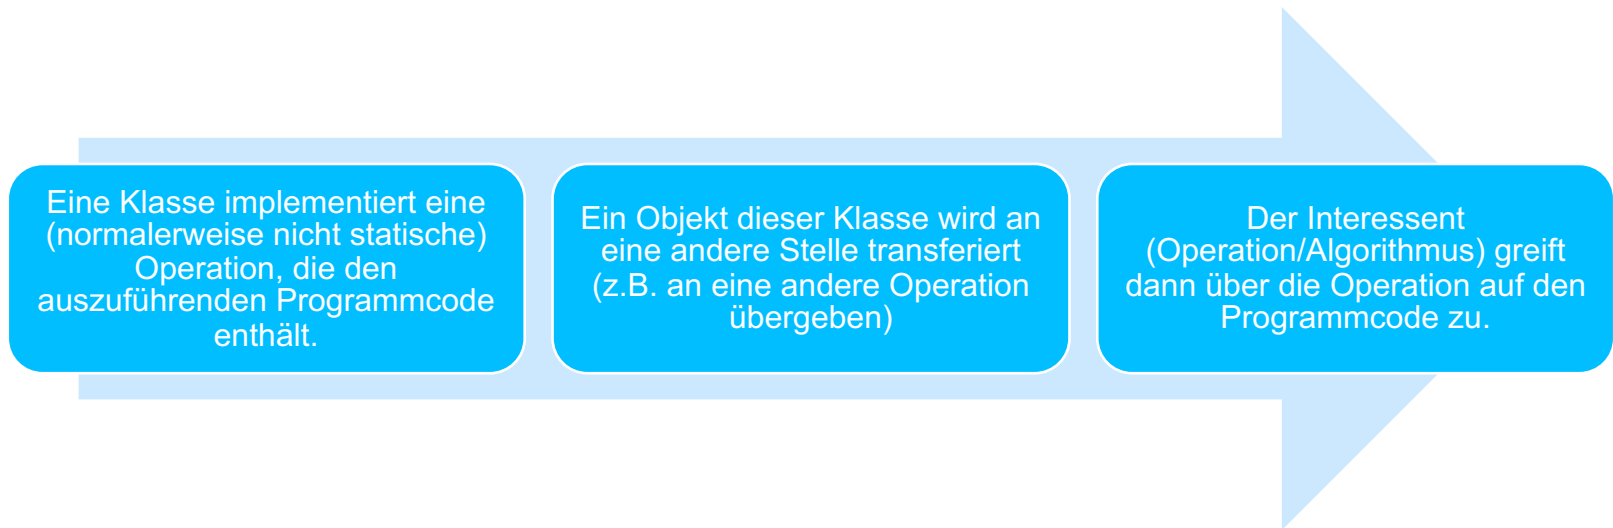 Eine Klasse implementiert eine
(normalerweise nicht statische)
Operation, die den
auszuführenden Programmcode
enthält.
Ein Objekt dieser Klasse wird an
eine andere Stelle transferiert
(z.B. an eine andere Operation
übergeben)
Der Interessent
(Operation/Algorithmus) greift
dann über die Operation auf den
Programmcode zu.